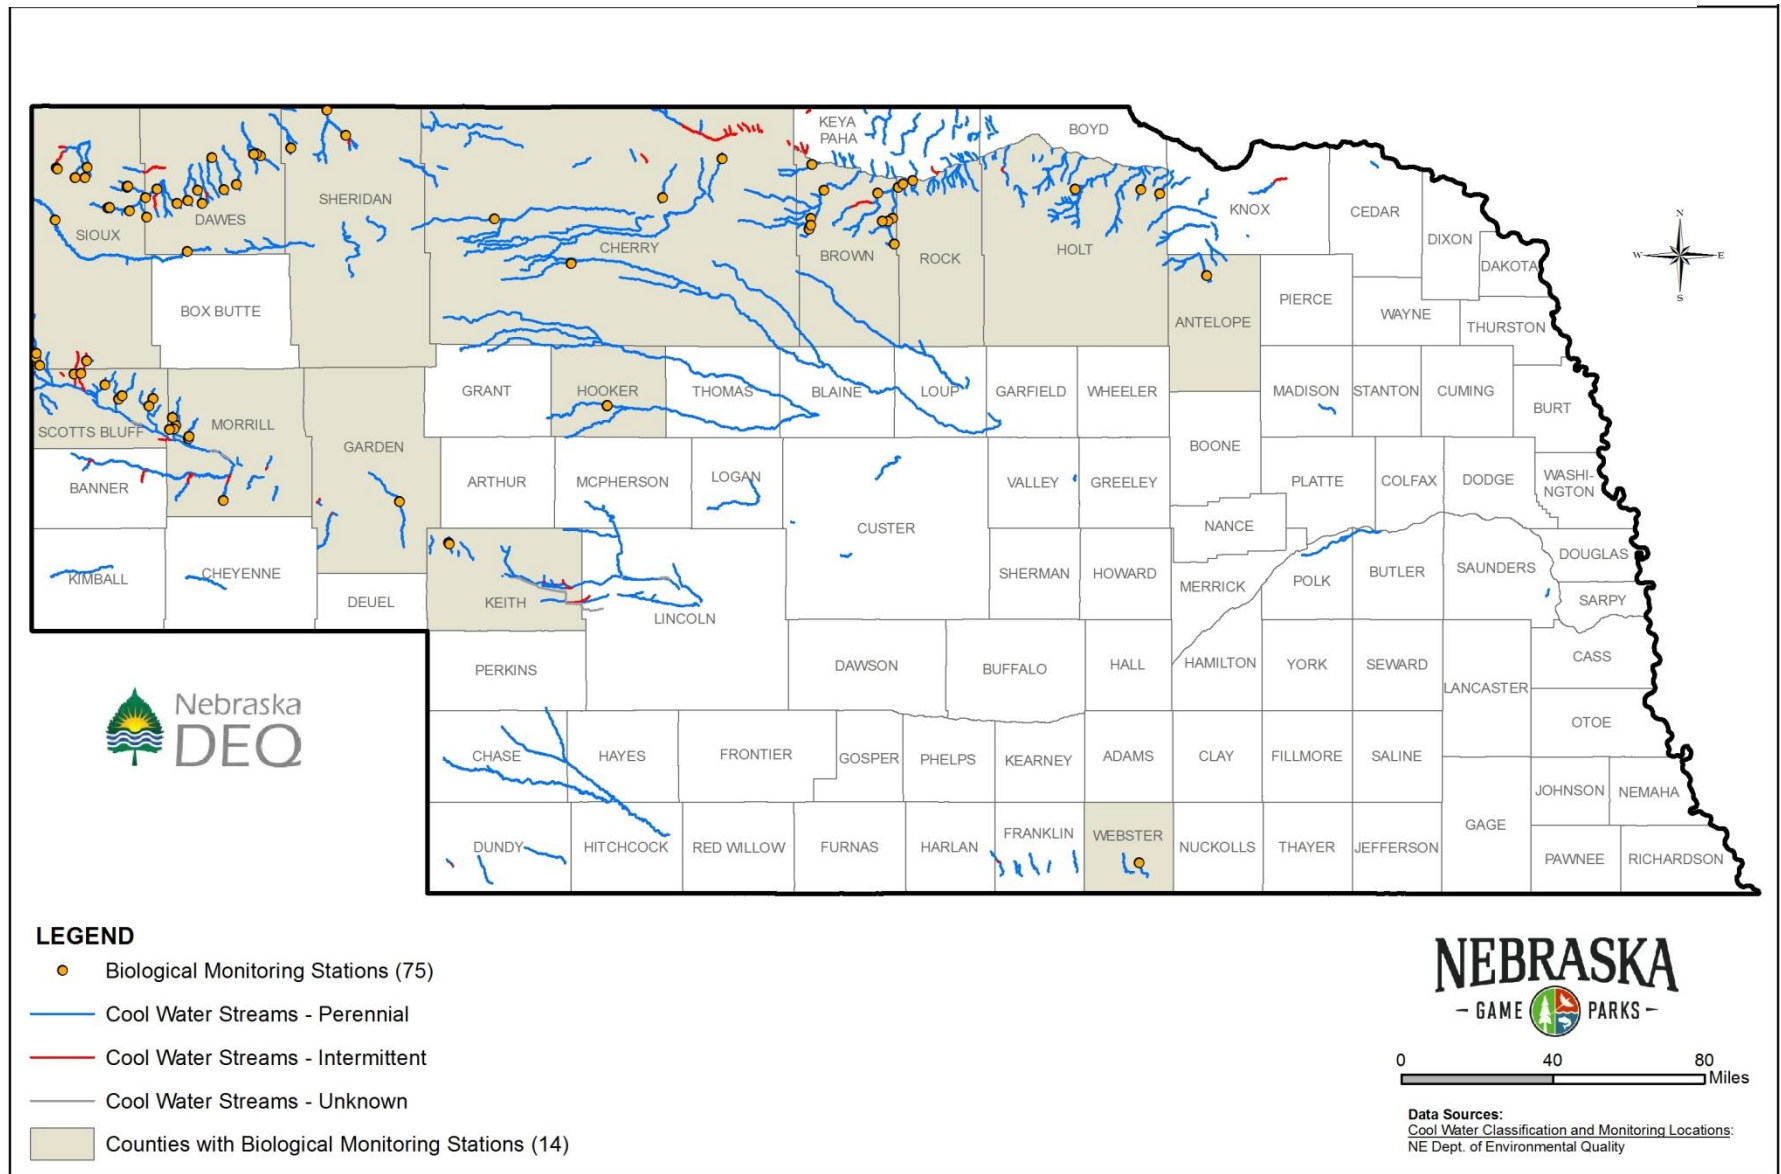 KEYA
PAHA
BOYD
SHERIDAN
SIOUX
DAWES
CHERRY
BROWN
ROCK
HOLT
KNOX
CEDAR
DIXON
DAKOTA
N
W
E
S
BOX BUTTE
ANTELOPE
PIERCE
WAYNE
THURSTON
GRANT
HOOKER
THOMAS
BLAINE
LOUP
GARFIELD
WHEELER
MADISON
STANTON
CUMING
BURT
SCOTTS BLUFF
MORRILL
GARDEN
BOONE
BANNER
ARTHUR
MCPHERSON
LOGAN
CUSTER
VALLEY
GREELEY
PLATTE
COLFAX
DODGE
WASHI-
NGTON
NANCE
KIMBALL
CHEYENNE
DEUEL
KEITH
LINCOLN
SHERMAN
HOWARD
MERRICK
POLK
BUTLER
SAUNDERS
DOUGLAS
SARPY
PERKINS
DAWSON
BUFFALO
HALL
HAMILTON
YORK
SEWARD
LANCASTER
CASS
OTOE
Nebraska
DEQ
CHASE
HAYES
FRONTIER
GOSPER
PHELPS
KEARNEY
ADAMS
CLAY
FILLMORE
SALINE
GAGE
JOHNSON
NEMAHA
DUNDY
HITCHCOCK
RED WILLOW
FURNAS
HARLAN
FRANKLIN
WEBSTER
NUCKOLLS
THAYER
JEFFERSON
PAWNEE
RICHARDSON
LEGEND
Biological Monitoring Stations (75)
Cool Water Streams - Perennial
Cool Water Streams - Intermittent
Cool Water Streams - Unknown
Counties with Biological Monitoring Stations (14)
NEBRASKA
- GAME PARKS -
0 40 80
Miles
Data Sources:
Cool Water Classification and Monitoring Locations:
NE Dept. of Environmental Quality